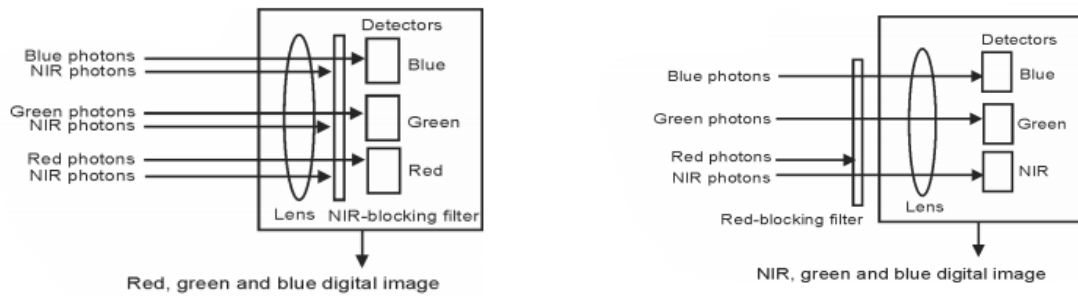 Detectors
Blue photons
NIR photons
Blue
Green photons
NIR photons
Green
Red photons
NIR photons
Red
Lens
NIR-blocking filter
Red, green and blue digital image
Detectors
Blue photons
Blue
Green photons
Green
Red photons
NIR photons
NIR
Lens
Red-blocking filter
NIR, green and blue digital image